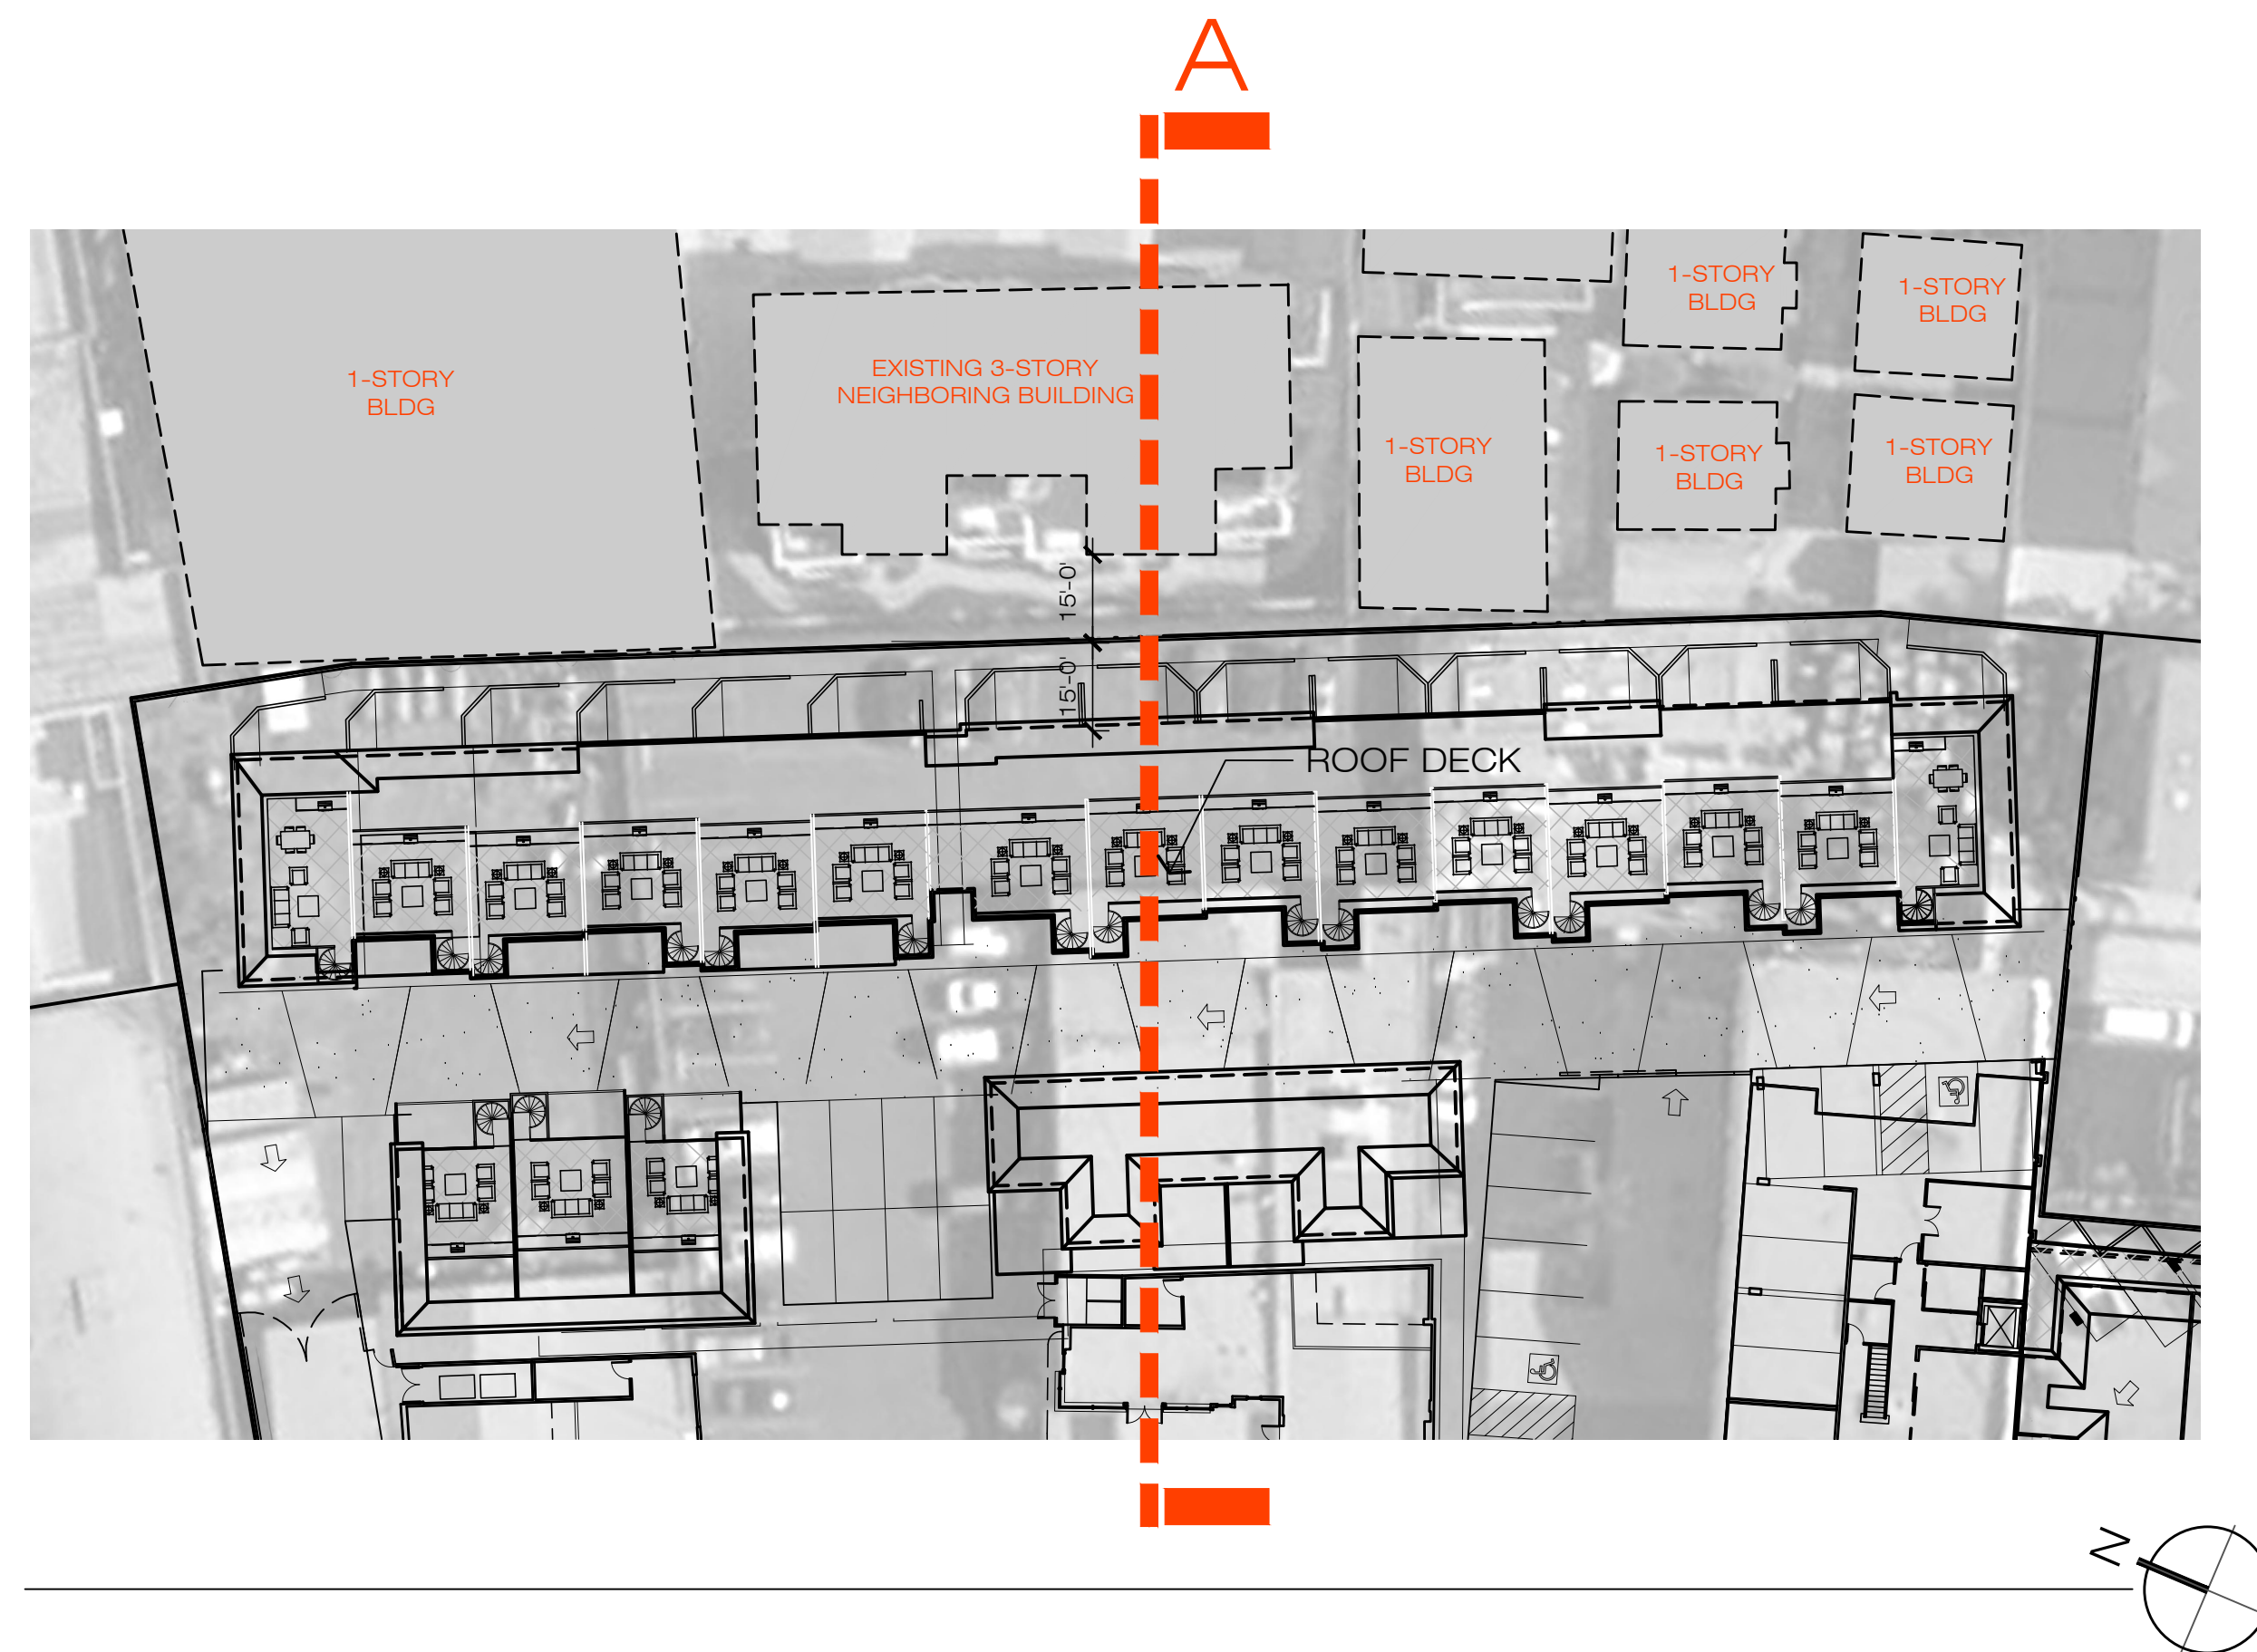 A
1-STORY
BLDG
1-STORY
BLDG
1-STORY
BLDG
EXISTING 3-STORY
NEIGHBORING BUILDING
1-STORY
BLDG
1-STORY
BLDG
1-STORY
BLDG
15'-0'
15'-0'
ROOF DECK
N